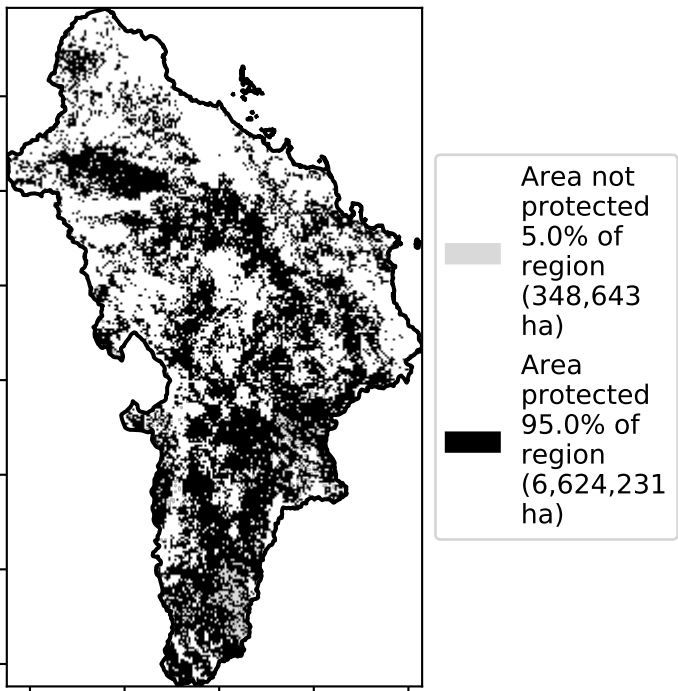 Area not
protected
5.0% of
region
(348,643
ha)
Area
protected
95.0% of
region
(6,624,231
ha)